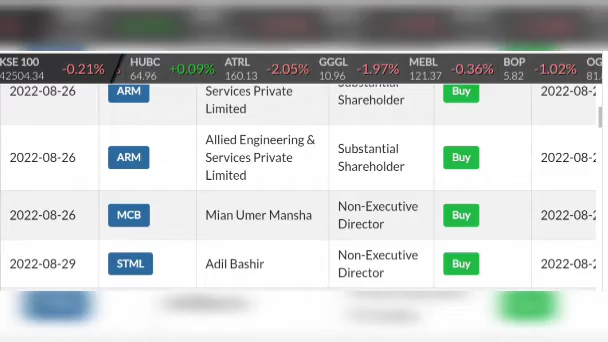 KSE 100 HUBC ATRL GGGL MEBL BOP
42504.34 -0.21% 64.96 +0.09% 160.13 -2.05% 10.96 -1.97% 121.37 -0.36% 5.82 -1.02%
2022-08-26 ARM Services Private Limited Substantial Shareholder Buy
2022-08-26 ARM Allied Engineering & Services Private Limited Substantial Shareholder Buy
2022-08-26 MCB Mian Umer Mansha Non-Executive Director Buy
2022-08-29 STML Adil Bashir Non-Executive Director Buy